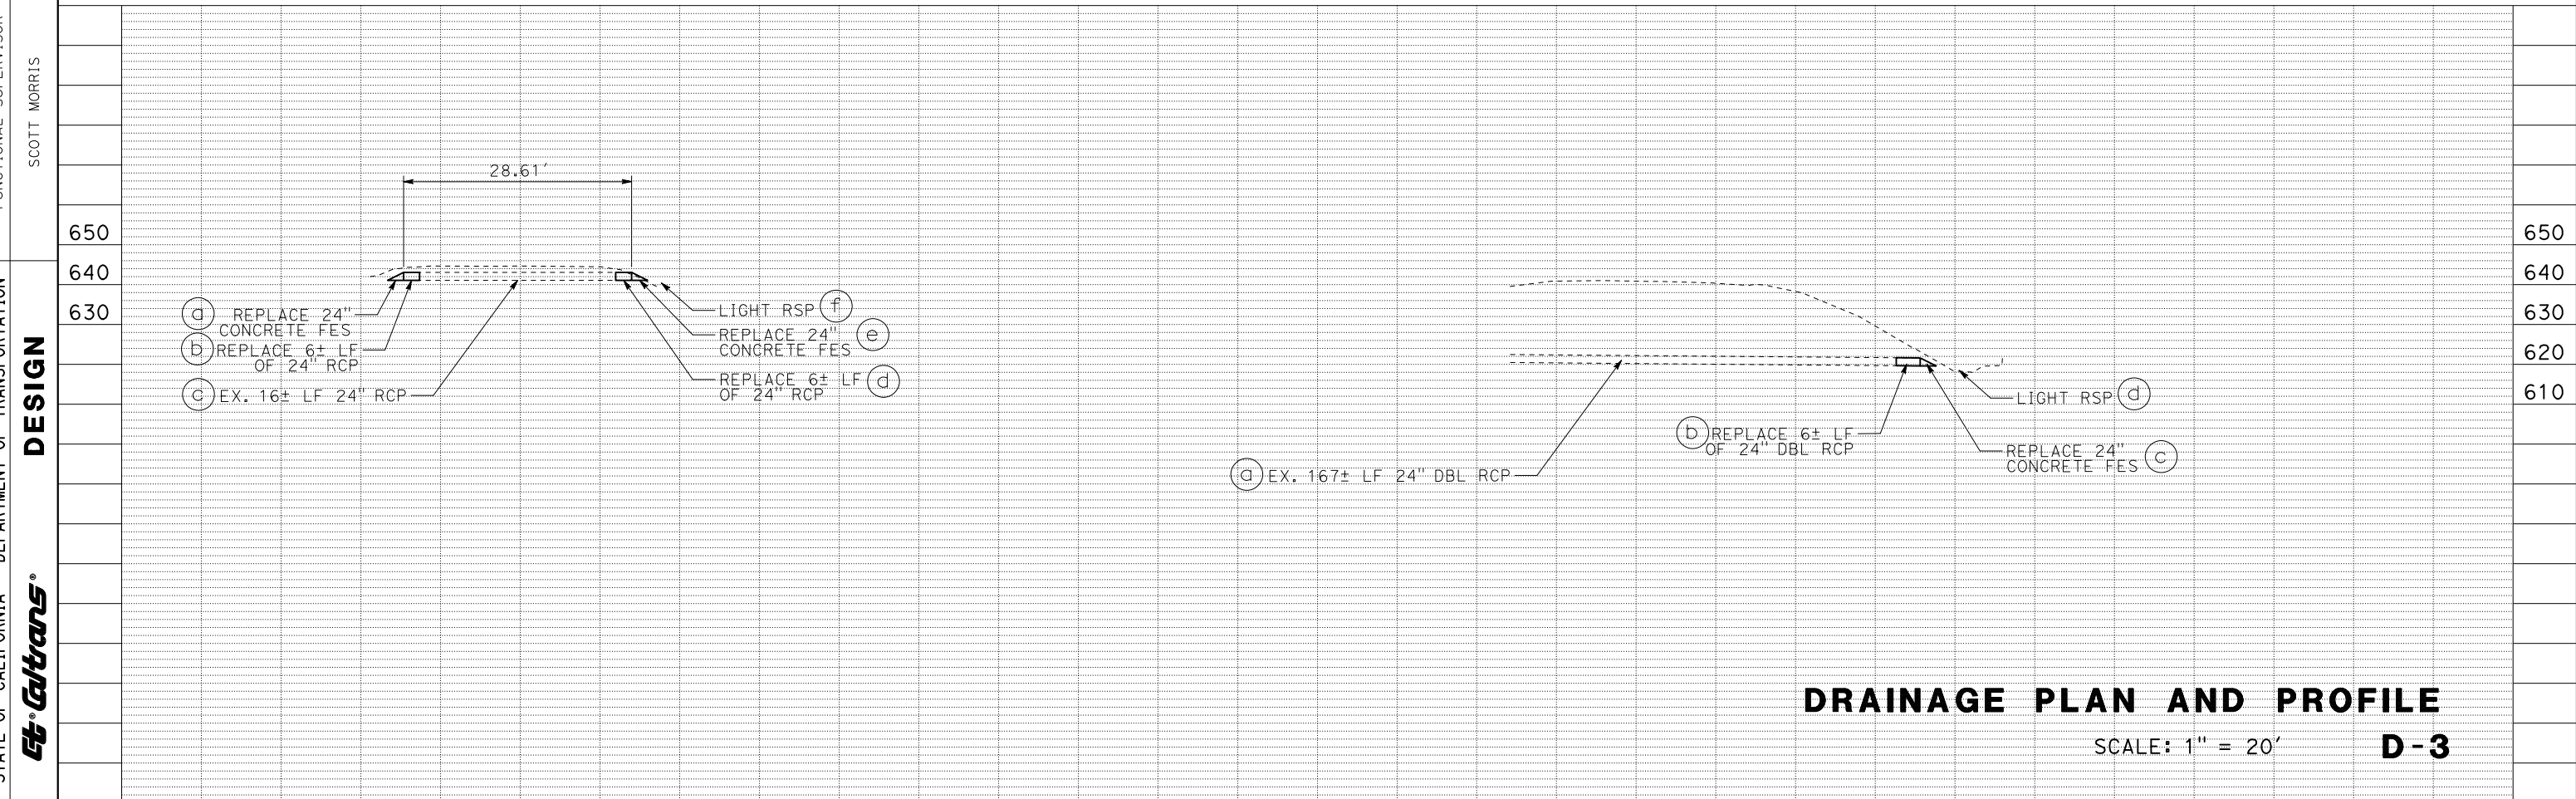 SCOTT MORRIS
DESIGN
STATE OF CALIFORNIA
DEPARTMENT OF TRANSPORTATION
Caltrans®
650
640
630
28.61'
a REPLACE 24"
CONCRETE FES
b REPLACE 6± LF
OF 24" RCP
c EX. 16± LF 24" RCP
LIGHT RSP f
REPLACE 24" e
CONCRETE FES
REPLACE 6± LF d
OF 24" RCP
a EX. 167± LF 24" DBL RCP
b REPLACE 6± LF
OF 24" DBL RCP
LIGHT RSP d
REPLACE 24" c
CONCRETE FES
650
640
630
620
610
DRAINAGE PLAN AND PROFILE
SCALE: 1" = 20'
D-3